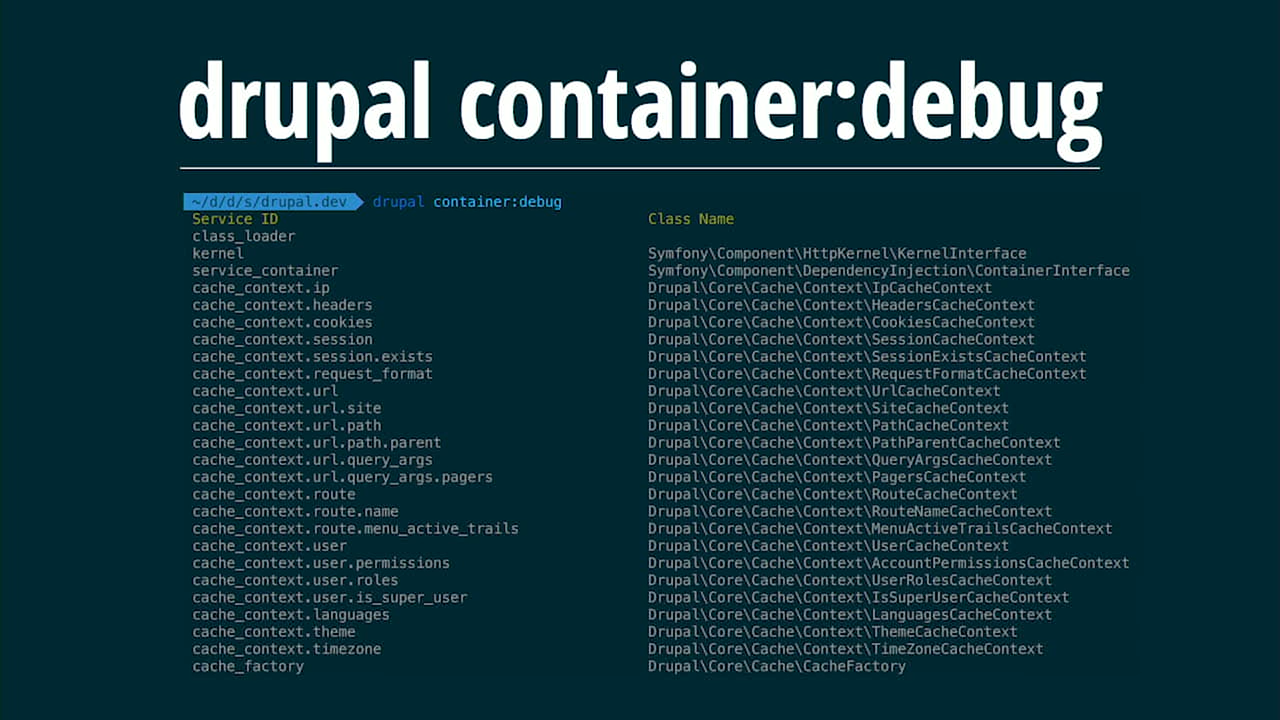 drupal container:debug
~/d/d/s/drupal.dev drupal container:debug
Service ID Class Name
class_loader
kernel Symfony\Component\HttpKernel\KernelInterface
service_container Symfony\Component\DependencyInjection\ContainerInterface
cache_context.ip Drupal\Core\Cache\Context\IpCacheContext
cache_context.headers Drupal\Core\Cache\Context\HeadersCacheContext
cache_context.cookies Drupal\Core\Cache\Context\CookiesCacheContext
cache_context.session Drupal\Core\Cache\Context\SessionCacheContext
cache_context.session.exists Drupal\Core\Cache\Context\SessionExistsCacheContext
cache_context.request_format Drupal\Core\Cache\Context\RequestFormatCacheContext
cache_context.url Drupal\Core\Cache\Context\UrlCacheContext
cache_context.url.site Drupal\Core\Cache\Context\SiteCacheContext
cache_context.url.path Drupal\Core\Cache\Context\PathCacheContext
cache_context.url.path.parent Drupal\Core\Cache\Context\PathParentCacheContext
cache_context.url.query_args Drupal\Core\Cache\Context\QueryArgsCacheContext
cache_context.url.query_args.pagers Drupal\Core\Cache\Context\PagersCacheContext
cache_context.route Drupal\Core\Cache\Context\RouteCacheContext
cache_context.route.name Drupal\Core\Cache\Context\RouteNameCacheContext
cache_context.route.menu_active_trails Drupal\Core\Cache\Context\MenuActiveTrailsCacheContext
cache_context.user Drupal\Core\Cache\Context\UserCacheContext
cache_context.user.permissions Drupal\Core\Cache\Context\AccountPermissionsCacheContext
cache_context.user.roles Drupal\Core\Cache\Context\UserRolesCacheContext
cache_context.user.is_super_user Drupal\Core\Cache\Context\IsSuperUserCacheContext
cache_context.languages Drupal\Core\Cache\Context\LanguagesCacheContext
cache_context.theme Drupal\Core\Cache\Context\ThemeCacheContext
cache_context.timezone Drupal\Core\Cache\Context\TimeZoneCacheContext
cache_factory Drupal\Core\Cache\CacheFactory